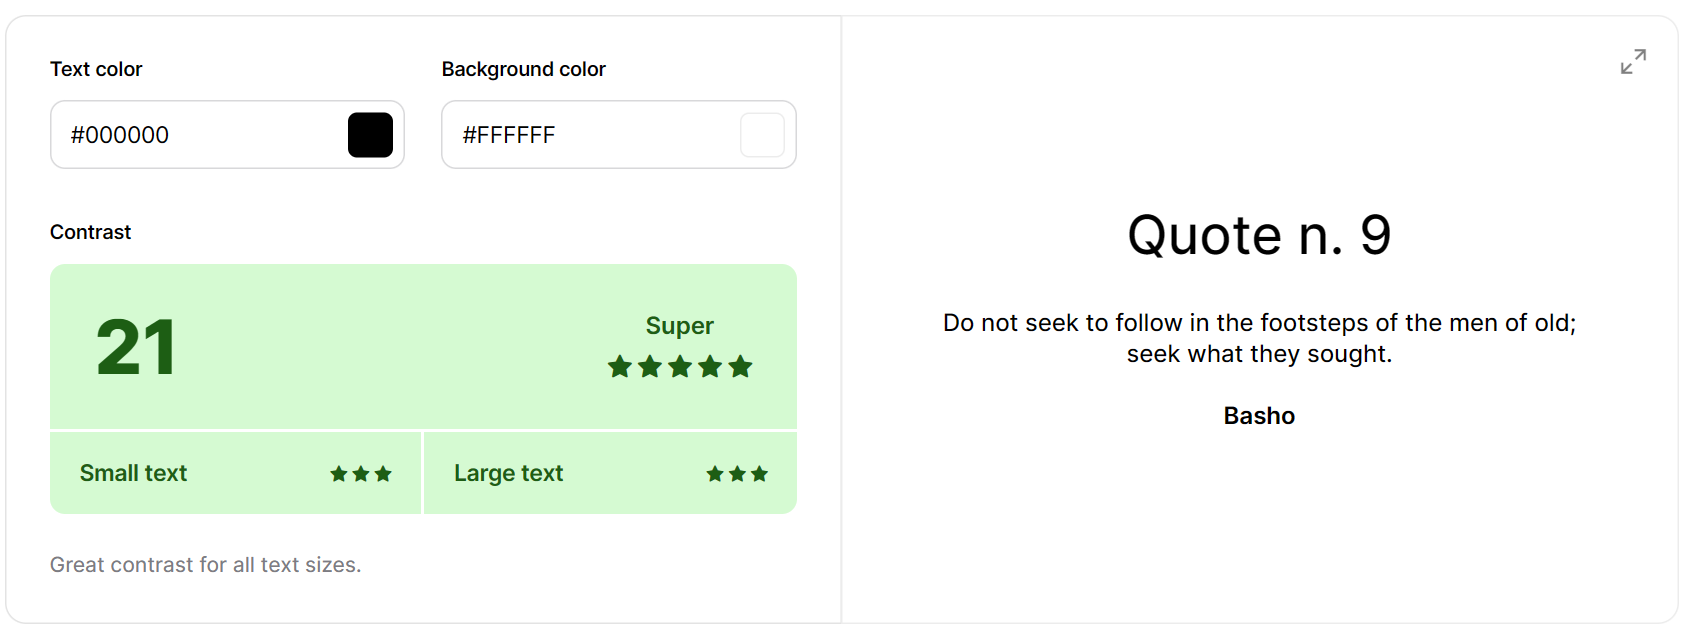 Text color
#000000
Background color
#FFFFFF
Contrast
21
Super
Small text
Large text
Great contrast for all text sizes.
Quote n. 9
Do not seek to follow in the footsteps of the men of old;
seek what they sought.
Basho